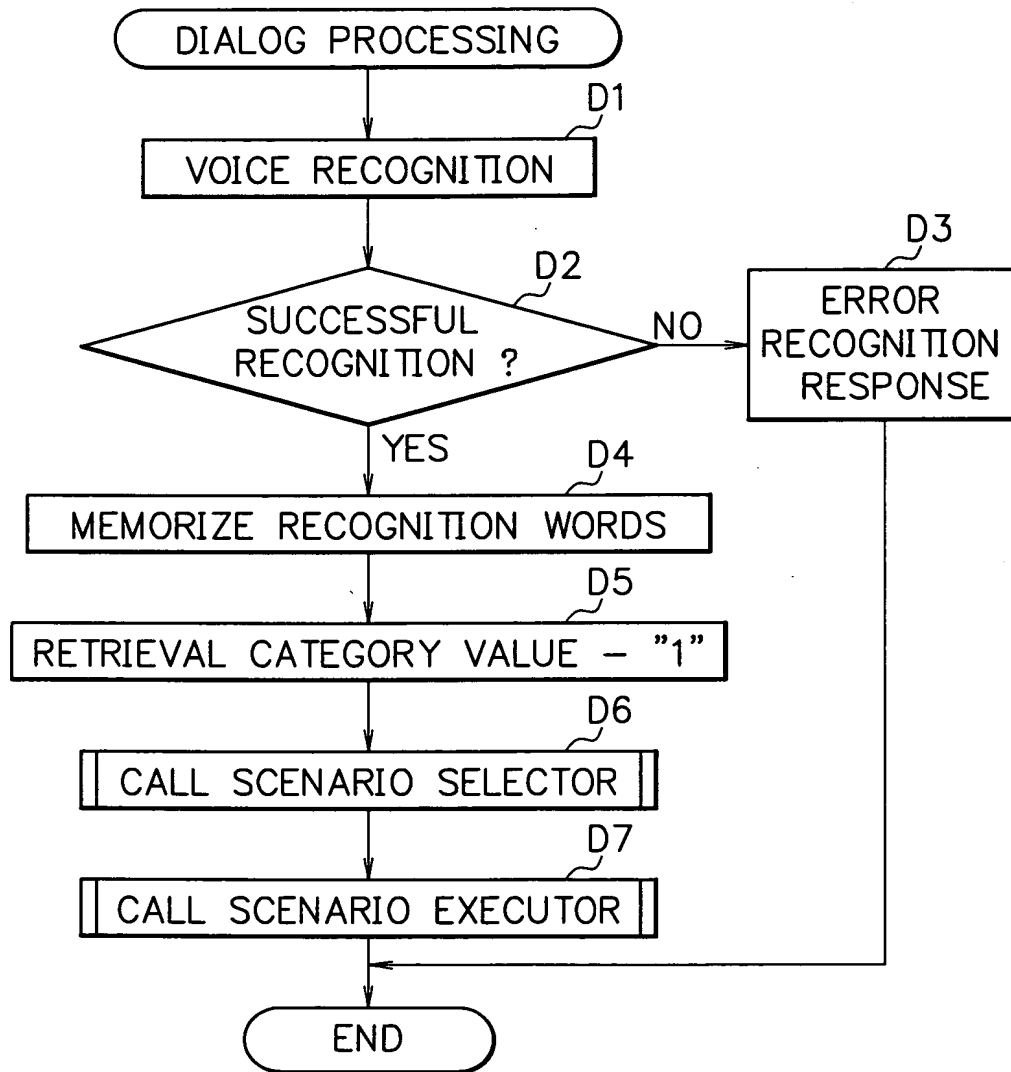 DIALOG PROCESSING
D1
VOICE RECOGNITION
D2
SUCCESSFUL
RECOGNITION ?
NO
D3
ERROR
RECOGNITION
RESPONSE
YES
D4
MEMORIZE RECOGNITION WORDS
D5
RETRIEVAL CATEGORY VALUE – "1"
D6
CALL SCENARIO SELECTOR
D7
CALL SCENARIO EXECUTOR
END